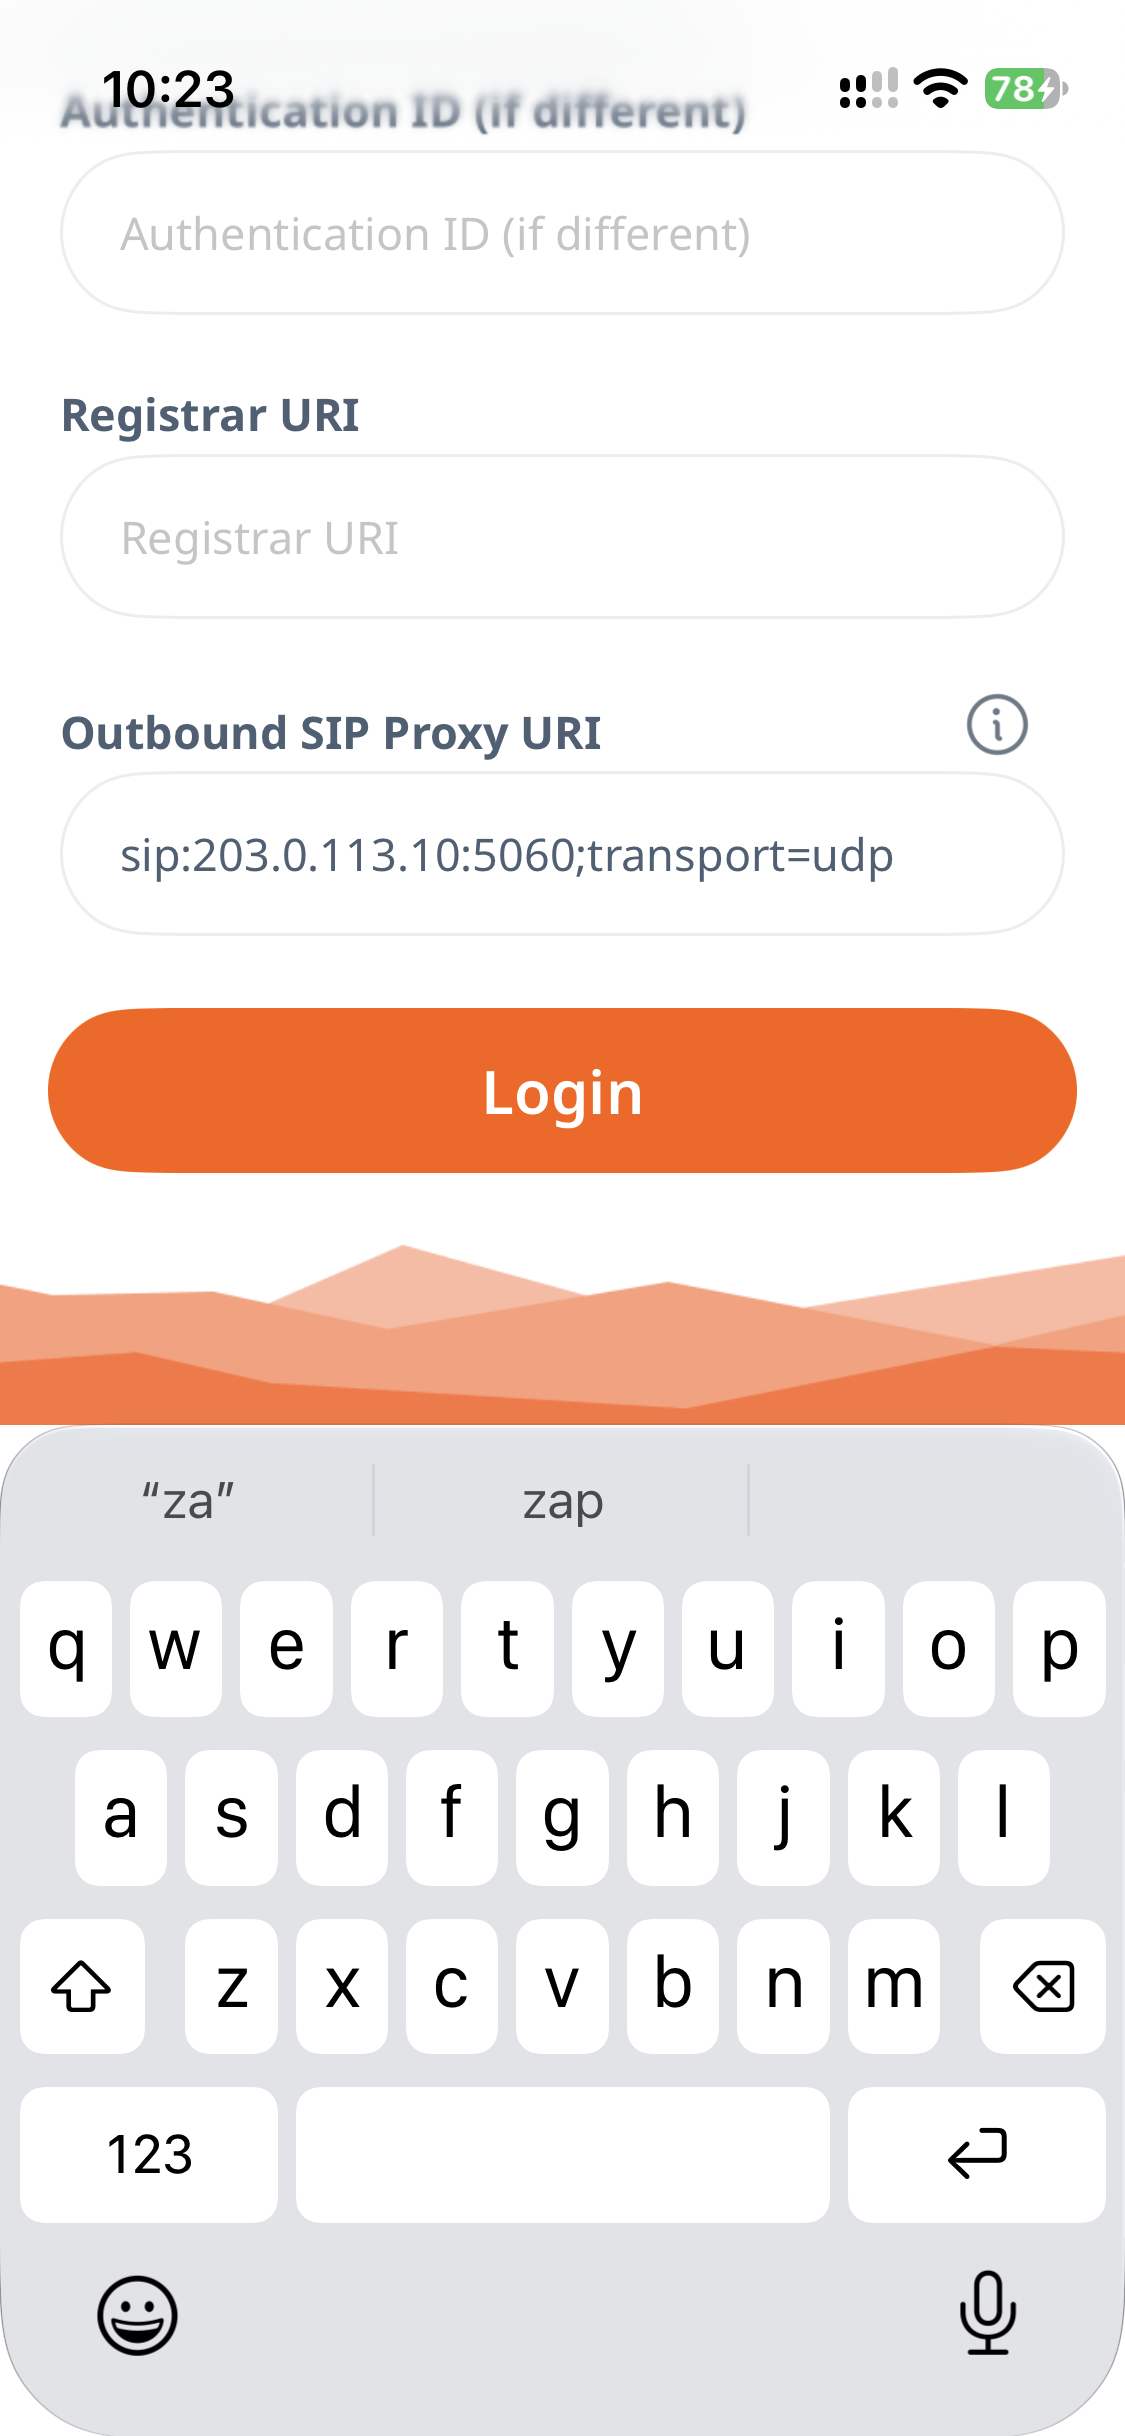 10:23
78
Authentication ID (if different)
Authentication ID (if different)
Registrar URI
Registrar URI
Outbound SIP Proxy URI
sip:203.0.113.10:5060;transport=udp
Login
“za”
zap
q w e r t y u i o p
a s d f g h j k l
z x c v b n m
123